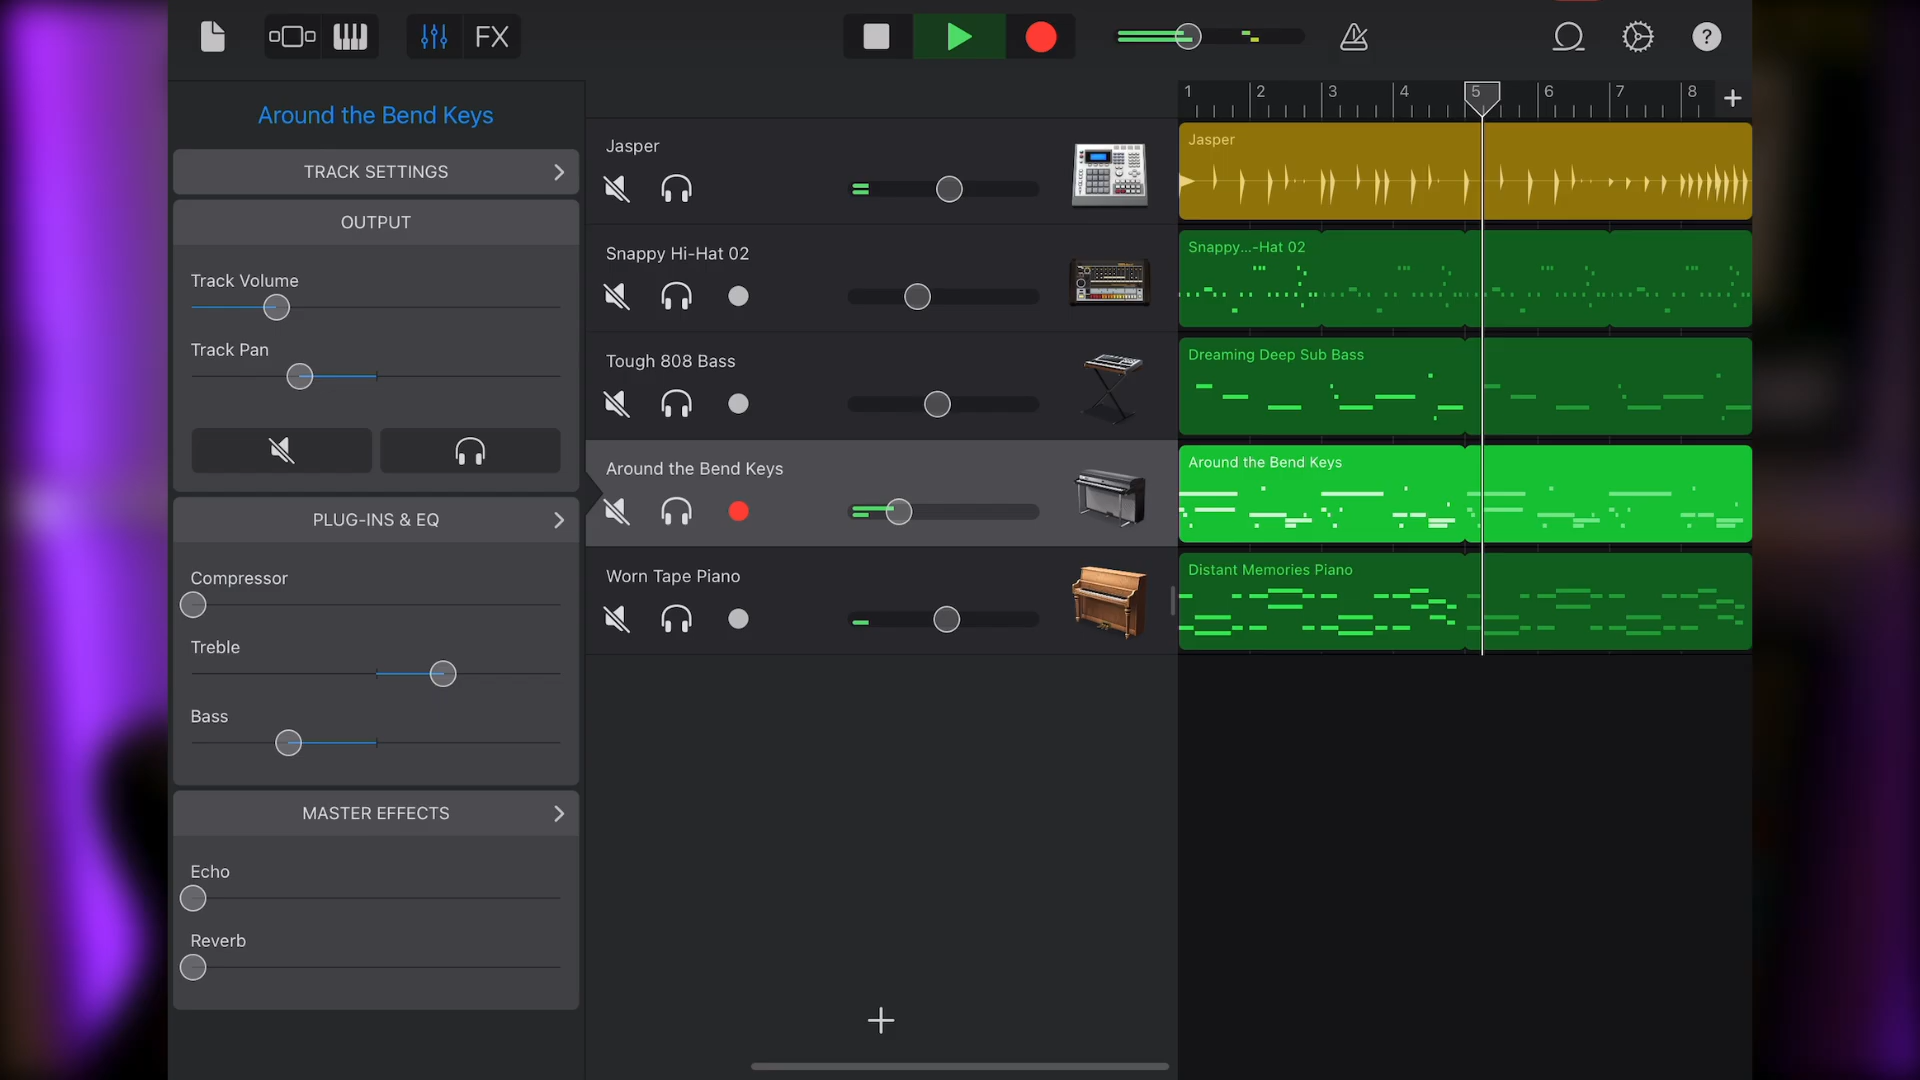 FX
?
Around the Bend Keys
TRACK SETTINGS
OUTPUT
Track Volume
Track Pan
PLUG-INS & EQ
Compressor
Treble
Bass
MASTER EFFECTS
Echo
Reverb
Jasper
Snappy Hi-Hat 02
Tough 808 Bass
Around the Bend Keys
Worn Tape Piano
1 2 3 4 5 6 7 8 +
Jasper
Snappy...-Hat 02
Dreaming Deep Sub Bass
Around the Bend Keys
Distant Memories Piano